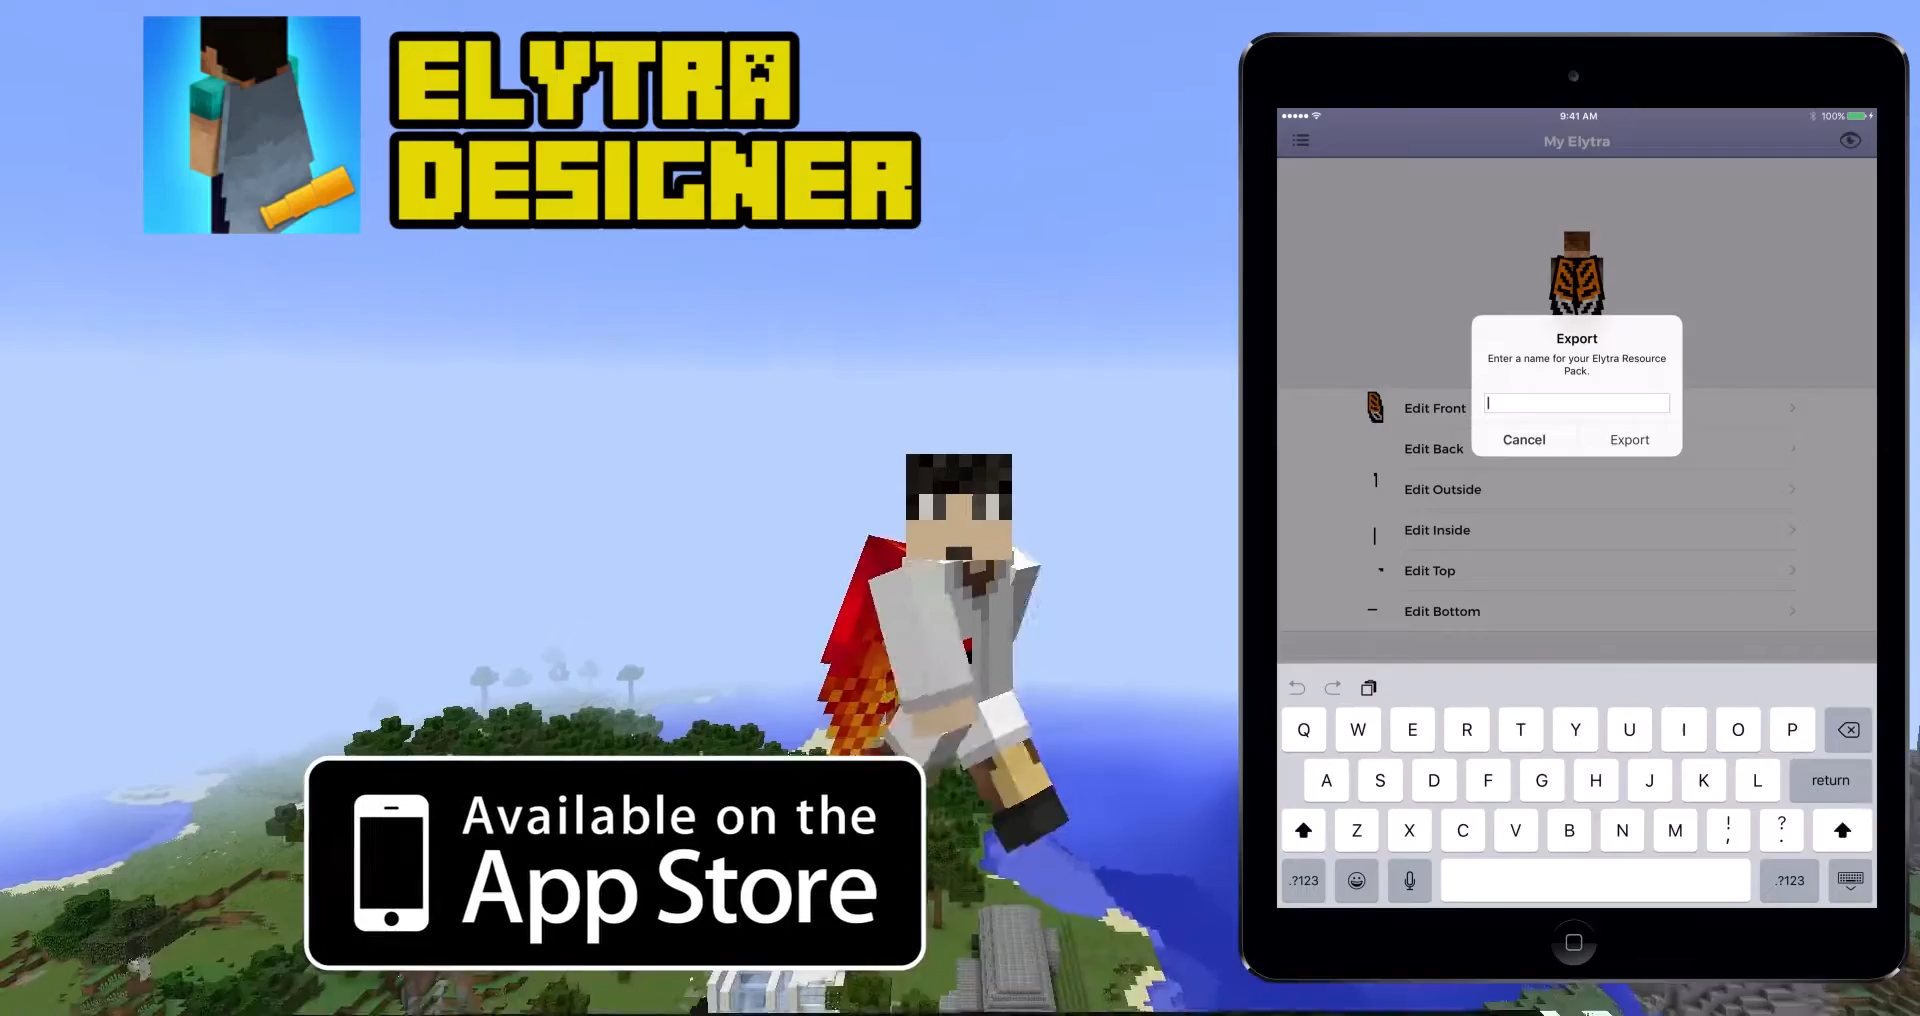 ELYTRA
DESIGNER
Available on the
App Store
9:41 AM
100%
My Elytra
Export
Enter a name for your Elytra Resource
Pack.
Cancel
Export
Edit Front
Edit Back
Edit Outside
Edit Inside
Edit Top
Edit Bottom
Q W E R T Y U I O P
A S D F G H J K L return
Z X C V B N M ! , ? .
.?123 .?123